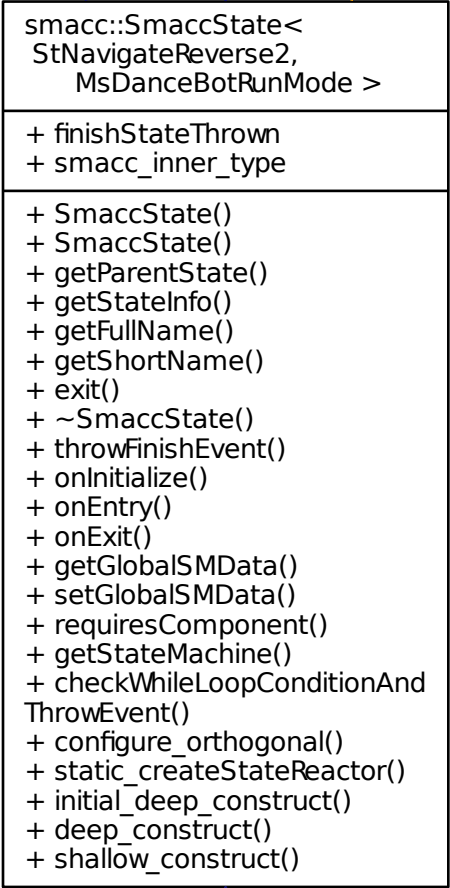 smacc::SmaccState<
StNavigateReverse2,
MsDanceBotRunMode >
+ finishStateThrown
+ smacc_inner_type
+ SmaccState()
+ SmaccState()
+ getParentState()
+ getStateInfo()
+ getFullName()
+ getShortName()
+ exit()
+ ~SmaccState()
+ throwFinishEvent()
+ onInitialize()
+ onEntry()
+ onExit()
+ getGlobalSMData()
+ setGlobalSMData()
+ requiresComponent()
+ getStateMachine()
+ checkWhileLoopConditionAnd
ThrowEvent()
+ configure_orthogonal()
+ static_createStateReactor()
+ initial_deep_construct()
+ deep_construct()
+ shallow_construct()